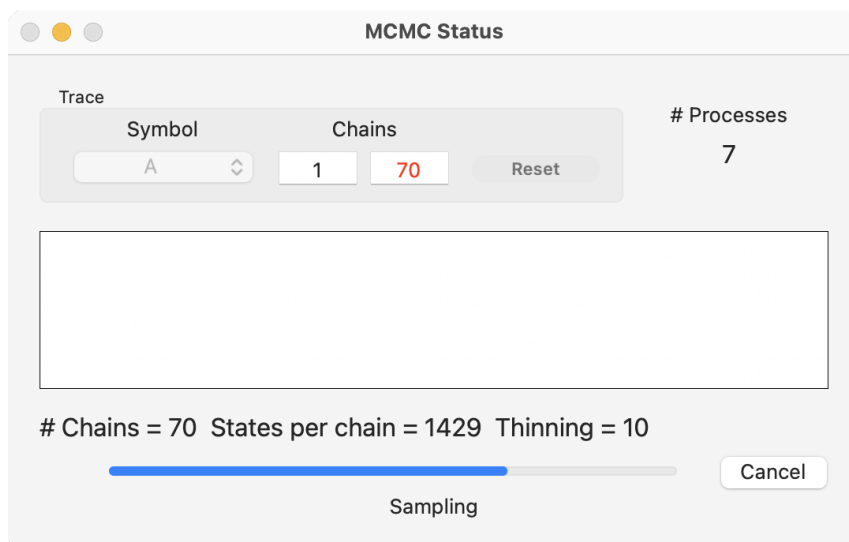 MCMC Status
Trace
Symbol Chains
# Processes
A 1 70 Reset
7
# Chains = 70 States per chain = 1429 Thinning = 10
Cancel
Sampling